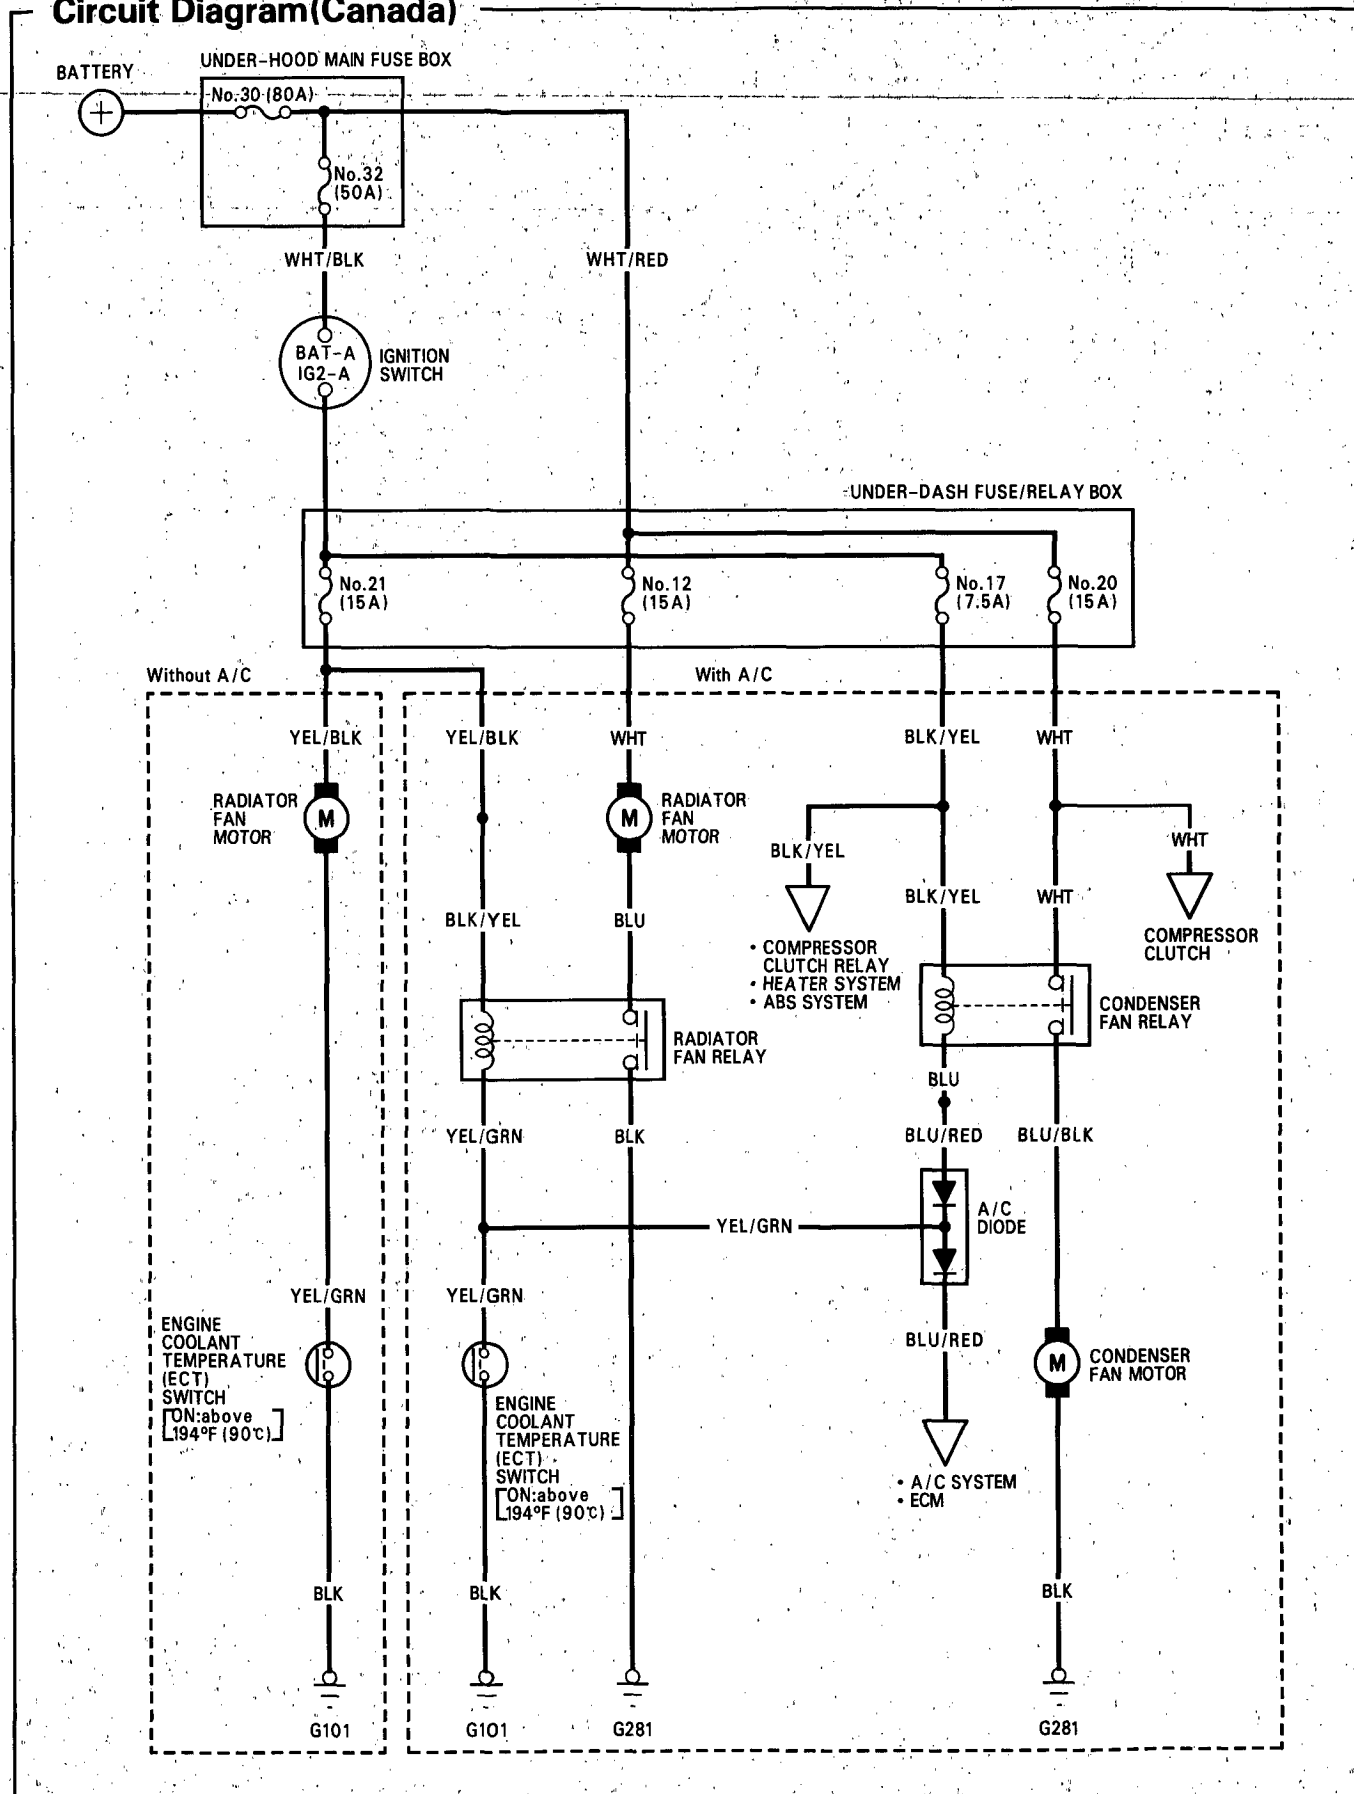 Circuit Diagram(Canada)
BATTERY
UNDER-HOOD MAIN FUSE BOX
No.30 (80A)
No.32
(50A)
WHT/BLK
WHT/RED
BAT-A
IG2-A
IGNITION
SWITCH
UNDER-DASH FUSE/RELAY BOX
No.21
(15A)
No.12
(15A)
No.17
(7.5A)
No.20
(15A)
Without A/C
With A/C
YEL/BLK
YEL/BLK
WHT
BLK/YEL
WHT
RADIATOR
FAN
MOTOR
M
M
RADIATOR
FAN
MOTOR
BLK/YEL
WHT
BLK/YEL
BLU
BLK/YEL
WHT
• COMPRESSOR
CLUTCH RELAY
• HEATER SYSTEM
• ABS SYSTEM
COMPRESSOR
CLUTCH
RADIATOR
FAN RELAY
CONDENSER
FAN RELAY
BLU
YEL/GRN
BLK
BLU/RED
BLU/BLK
YEL/GRN
A/C
DIODE
YEL/GRN
YEL/GRN
BLU/RED
ENGINE
COOLANT
TEMPERATURE
(ECT)
SWITCH
[ON:above
194°F (90℃)]
ENGINE
COOLANT
TEMPERATURE
(ECT)
SWITCH
[ON:above
194°F (90℃)]
M
CONDENSER
FAN MOTOR
• A/C SYSTEM
• ECM
BLK
BLK
BLK
G101
G101
G281
G281